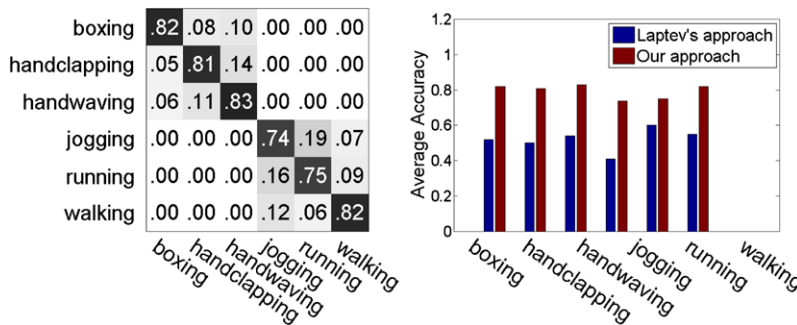 boxing .82 .08 .10 .00 .00 .00
handclapping .05 .81 .14 .00 .00 .00
handwaving .06 .11 .83 .00 .00 .00
jogging .00 .00 .00 .74 .19 .07
running .00 .00 .00 .16 .75 .09
walking .00 .00 .00 .12 .06 .82
boxing
handclapping
handwaving
jogging
running
walking
Average Accuracy
1.2
1
0.8
0.6
0.4
0.2
0
Laptev's approach
Our approach
boxing
handclapping
handwaving
jogging
running
walking